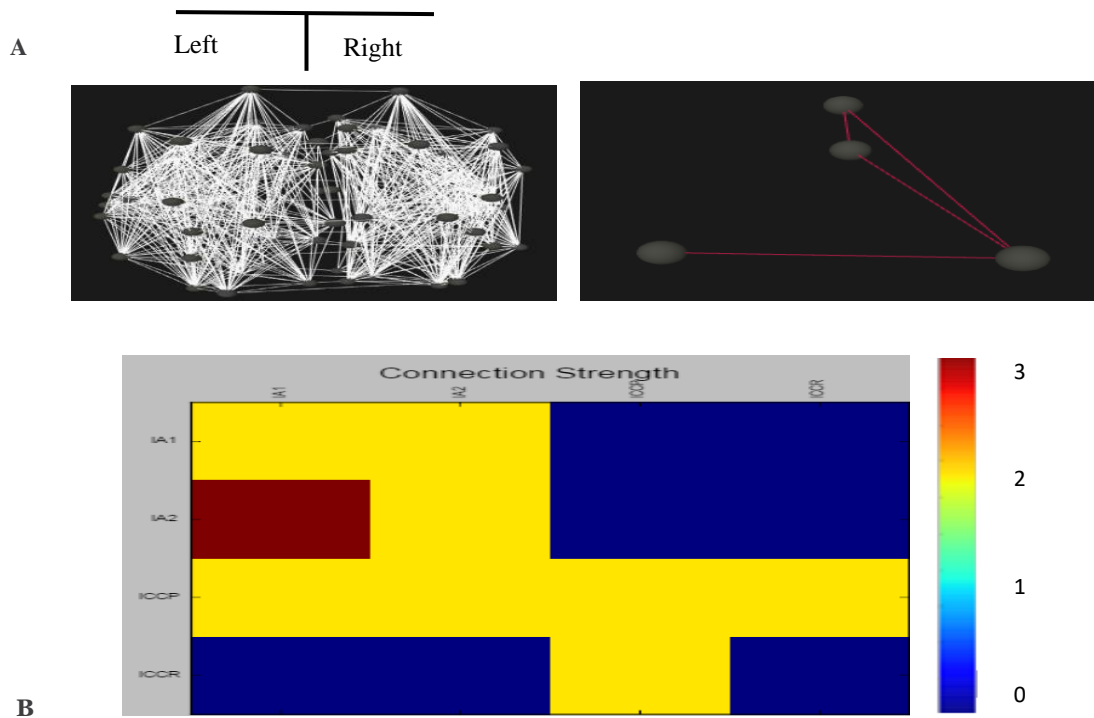 A
Left Right
Connection Strength
IA1 IA2 ICCP ICCR
3
IA1
2
IA2
1
ICCP
ICCR
0
B